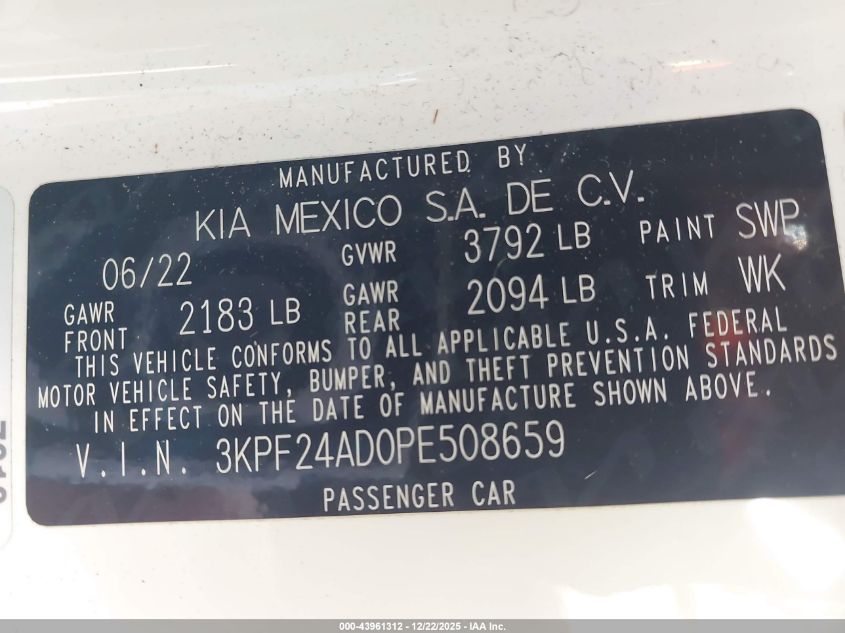 MANUFACTURED BY
KIA MEXICO S.A. DE C.V.
06/22 GVWR 3792 LB PAINT SWP
GAWR FRONT 2183 LB GAWR REAR 2094 LB TRIM WK
THIS VEHICLE CONFORMS TO ALL APPLICABLE U.S.A. FEDERAL
MOTOR VEHICLE SAFETY, BUMPER, AND THEFT PREVENTION STANDARDS
IN EFFECT ON THE DATE OF MANUFACTURE SHOWN ABOVE.
V.I.N. 3KPF24AD0PE508659
PASSENGER CAR
000-43961312 - 12/22/2025 - IAA Inc.